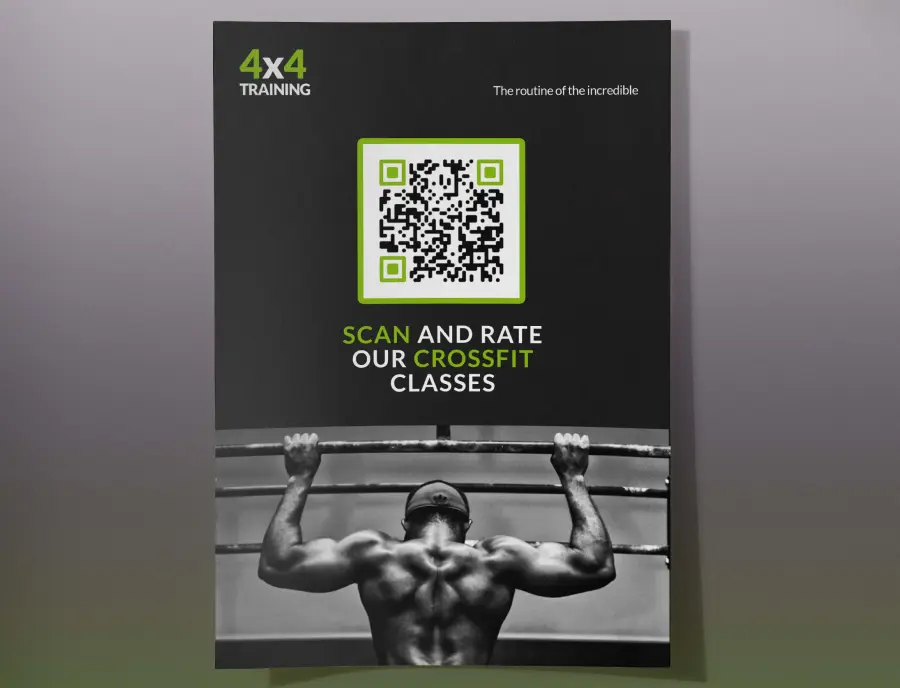 4x4
TRAINING
The routine of the incredible
SCAN AND RATE
OUR CROSSFIT
CLASSES